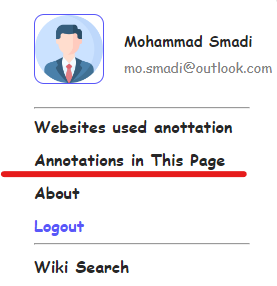 Mohammad Smadi
mo.smadi@outlook.com
Websites used anottation
Annotations in This Page
About
Logout
Wiki Search